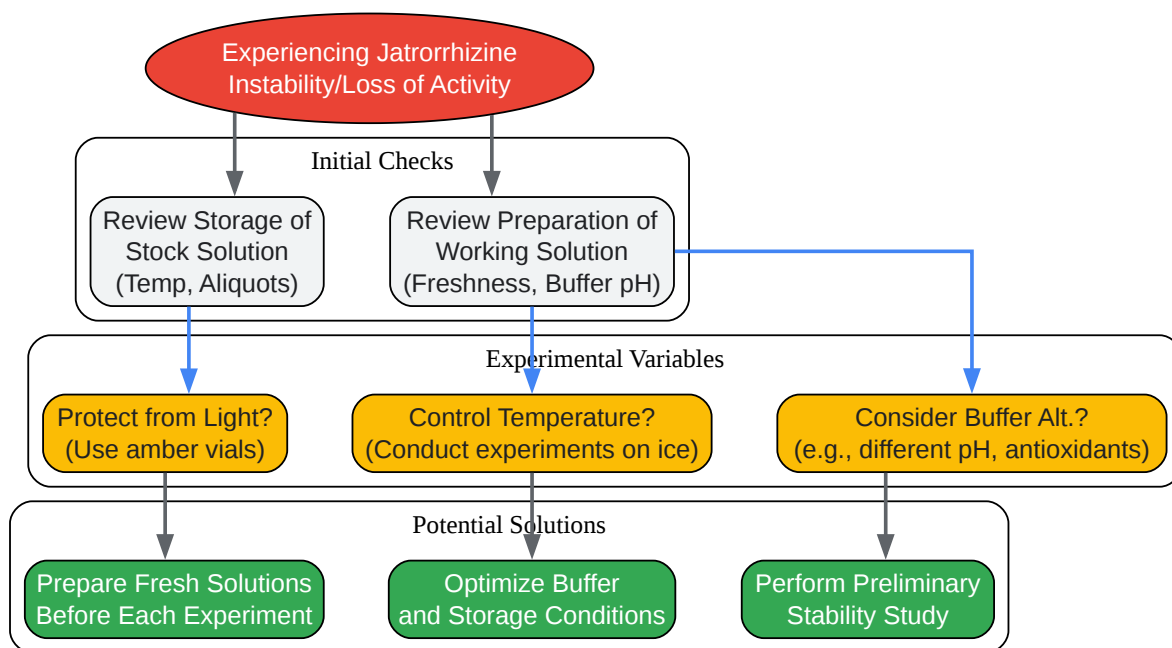 Experiencing Jatrorrhizine
Instability/Loss of Activity
Initial Checks
Review Storage of
Stock Solution
(Temp, Aliquots)
Review Preparation of
Working Solution
(Freshness, Buffer pH)
Experimental Variables
Protect from Light?
(Use amber vials)
Control Temperature?
(Conduct experiments on ice)
Consider Buffer Alt.?
(e.g., different pH, antioxidants)
Potential Solutions
Prepare Fresh Solutions
Before Each Experiment
Optimize Buffer
and Storage Conditions
Perform Preliminary
Stability Study